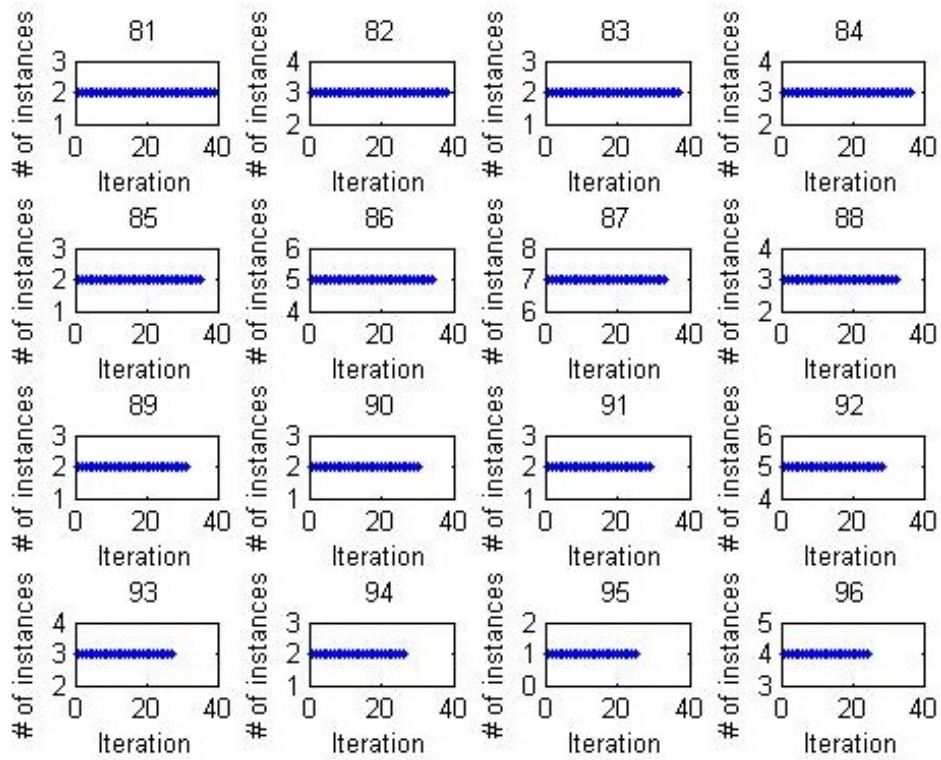 81
# of instances
3
2
1
0 20 40
Iteration
82
# of instances
4
3
2
0 20 40
Iteration
83
# of instances
3
2
1
0 20 40
Iteration
84
# of instances
4
3
2
0 20 40
Iteration
85
# of instances
3
2
1
0 20 40
Iteration
86
# of instances
6
5
4
0 20 40
Iteration
87
# of instances
8
7
6
0 20 40
Iteration
88
# of instances
4
3
2
0 20 40
Iteration
89
# of instances
3
2
1
0 20 40
Iteration
90
# of instances
3
2
1
0 20 40
Iteration
91
# of instances
3
2
1
0 20 40
Iteration
92
# of instances
6
5
4
0 20 40
Iteration
93
# of instances
4
3
2
0 20 40
Iteration
94
# of instances
3
2
1
0 20 40
Iteration
95
# of instances
2
1
0
0 20 40
Iteration
96
# of instances
5
4
3
0 20 40
Iteration